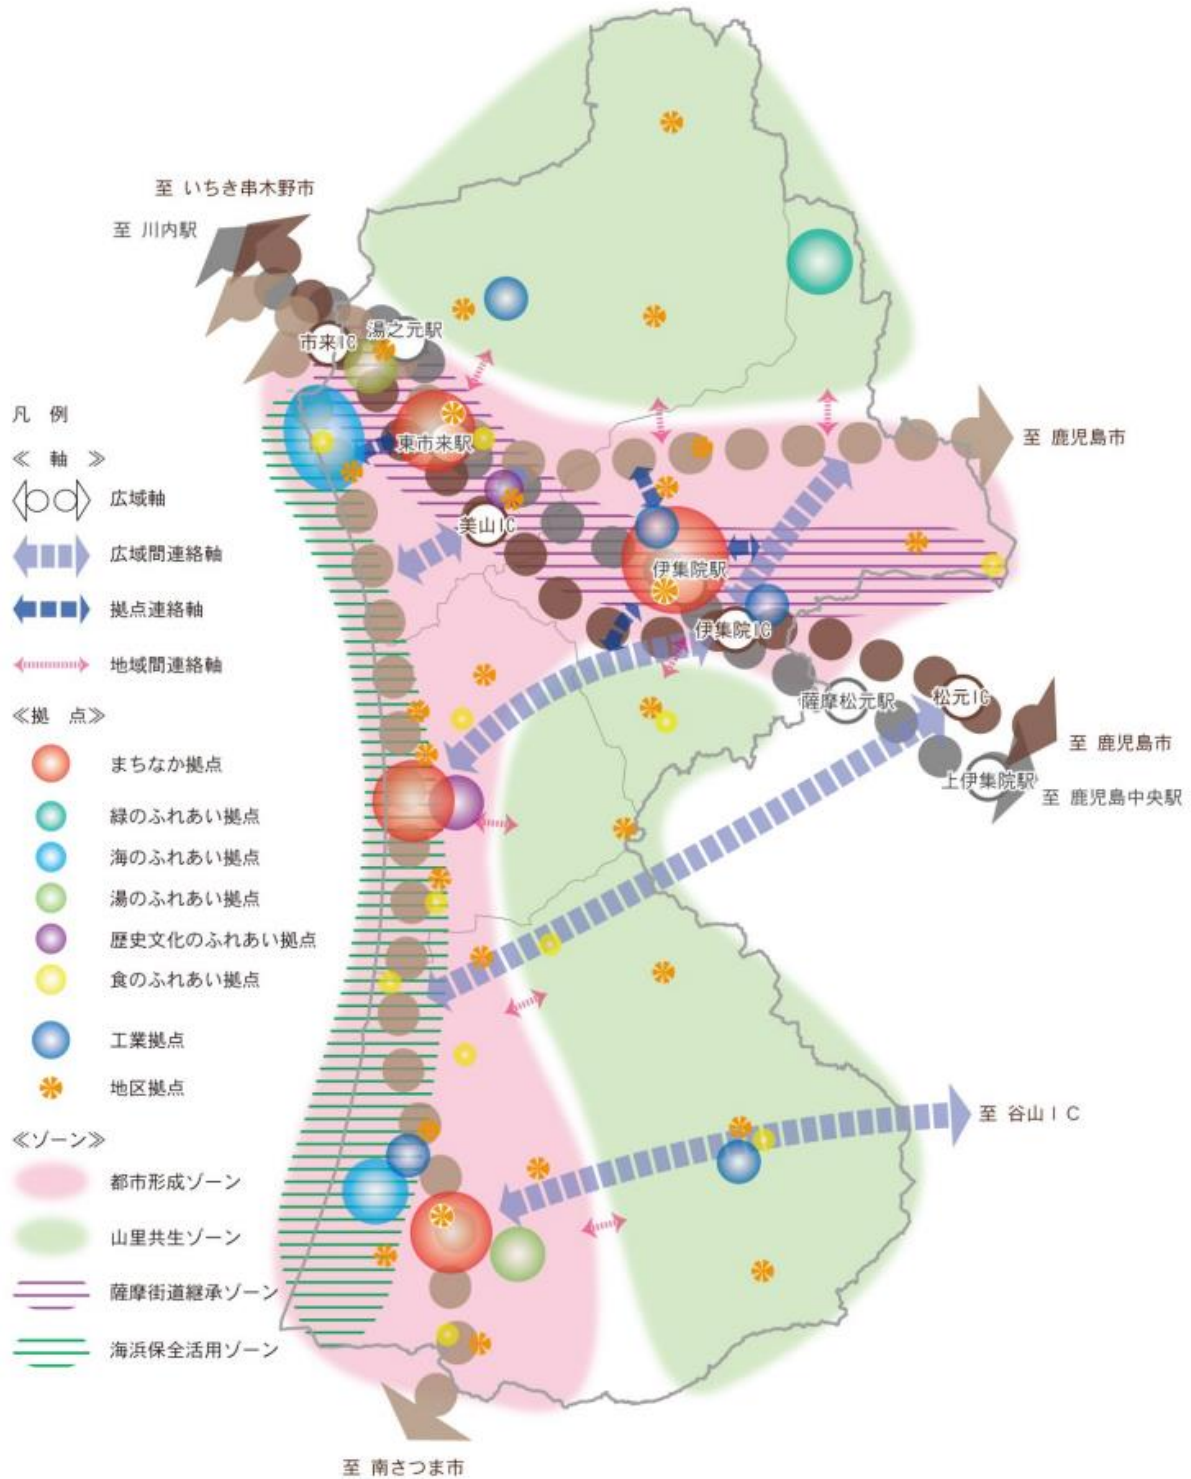 至 いちき串木野市
至 川内駅
市来IC
湯之元駅
凡 例
≪ 軸 ≫
広域軸
広域間連絡軸
拠点連絡軸
地域間連絡軸
≪拠 点≫
まちなか拠点
緑のふれあい拠点
海のふれあい拠点
湯のふれあい拠点
歴史文化のふれあい拠点
食のふれあい拠点
工業拠点
地区拠点
≪ゾーン≫
都市形成ゾーン
山里共生ゾーン
薩摩街道継承ゾーン
海浜保全活用ゾーン
東市来駅
至 鹿児島市
美山IC
伊集院駅
伊集院IC
薩摩松元駅
松元IC
至 鹿児島市
上伊集院駅
至 鹿児島中央駅
至 谷山IC
至 南さつま市